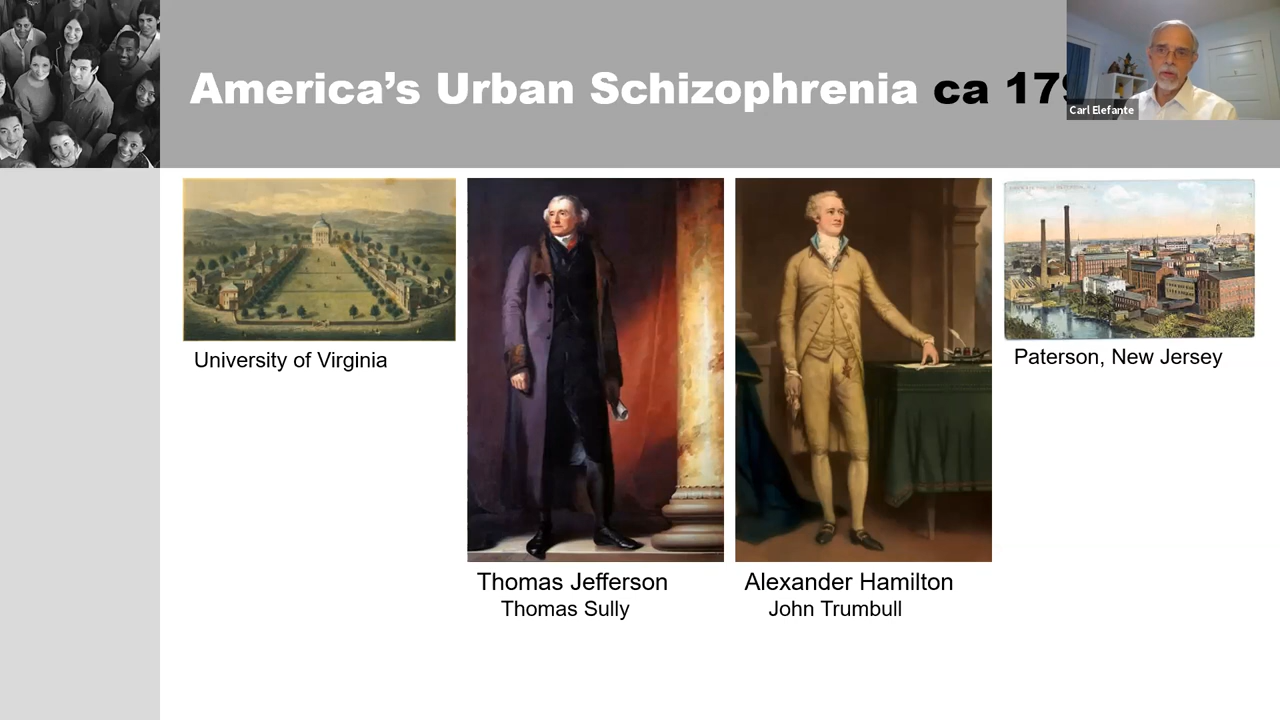 America's Urban Schizophrenia ca 179
Carl Elefante
University of Virginia
Paterson, New Jersey
Thomas Jefferson
Thomas Sully
Alexander Hamilton
John Trumbull